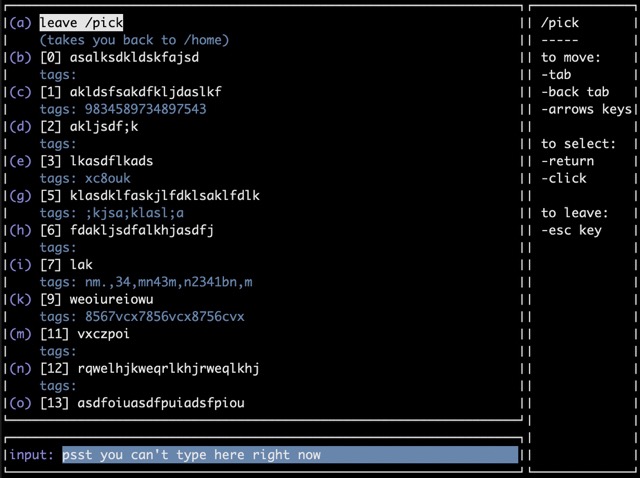 (a) leave /pick
(takes you back to /home)
(b) [0] asalksdkldskfajsd
tags:
(c) [1] akldsfsakdfkljdaslkf
tags: 9834589734897543
(d) [2] akljsdf;k
tags:
(e) [3] lkasdflkads
tags: xc8ouk
(g) [5] klasdklfaskjlfdklsaklfdlk
tags: ;kjsa;klasl;a
(h) [6] fdakljsdfalkhjasdfj
tags:
(i) [7] lak
tags: nm.,34,mn43m,n2341bn,m
(k) [9] weoiureiowu
tags: 8567vcx7856vcx8756cvx
(m) [11] vxczpoi
tags:
(n) [12] rqwelhjkweqrlkhjrweqlkhj
tags:
(o) [13] asdfoiuasdfpuiadsfpiou
input: psst you can't type here right now
/pick
-----
to move:
-tab
-back tab
-arrows keys
to select:
-return
-click
to leave:
-esc key